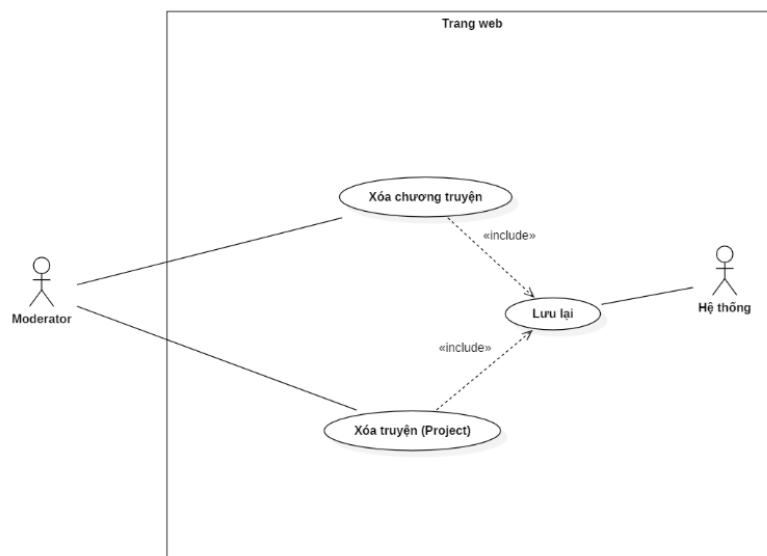 Trang web
Xóa chương truyện
«include»
Moderator
Lưu lại
Hệ thống
«include»
Xóa truyện (Project)